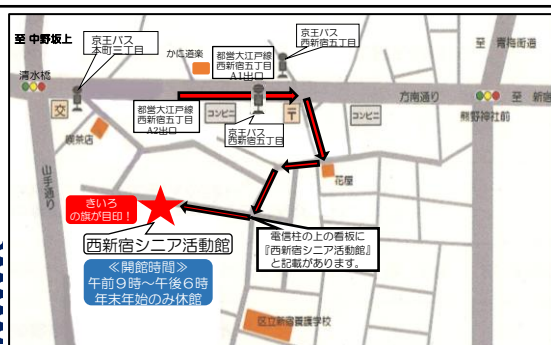 至 中野坂上
京王バス
本町三丁目
かに道楽
都営大江戸線
西新宿五丁目
A1出口
京王バス
西新宿五丁目
至 青梅街道
清水橋
交
喫茶店
都営大江戸線
西新宿五丁目
A2出口
コンビニ
京王バス
西新宿五丁目
〒
コンビニ
方南通り
至 新宿
熊野神社前
山手通り
花屋
きいろ
の旗が目印！
西新宿シニア活動館
≪開館時間≫
午前９時～午後６時
年末年始のみ休館
電信柱の上の看板に
『西新宿シニア活動館』
と記載があります。
区立新宿養護学校